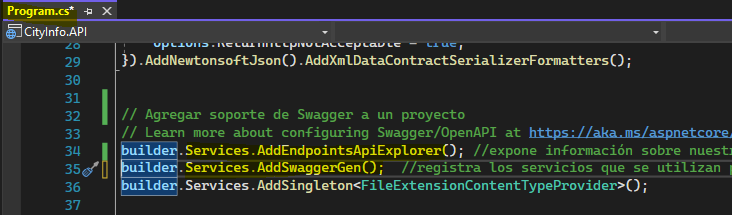 Program.cs*
CityInfo.API
28 options.ReturnHttpNotAcceptable = true;
29 }).AddNewtonsoftJson().AddXmlDataContractSerializerFormatters();
30
31
32 // Agregar soporte de Swagger a un proyecto
33 // Learn more about configuring Swagger/OpenAPI at https://aka.ms/aspnetcore/
34 builder.Services.AddEndpointsApiExplorer(); //expone información sobre nuestr
35 builder.Services.AddSwaggerGen(); //registra los servicios que se utilizan p
36 builder.Services.AddSingleton<FileExtensionContentTypeProvider>();
37